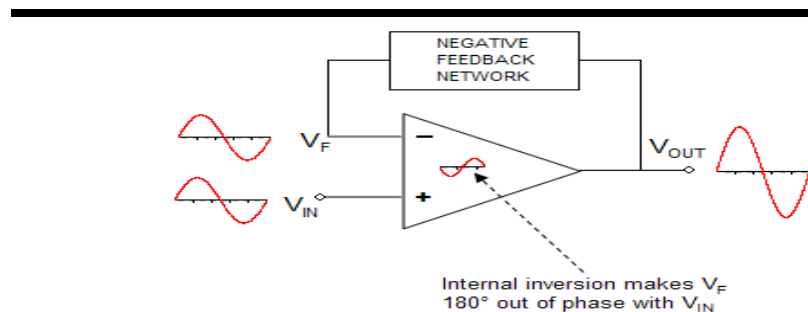 NEGATIVE
FEEDBACK
NETWORK
V_F
−
V_OUT
V_IN
+
Internal inversion makes V_F
180° out of phase with V_IN